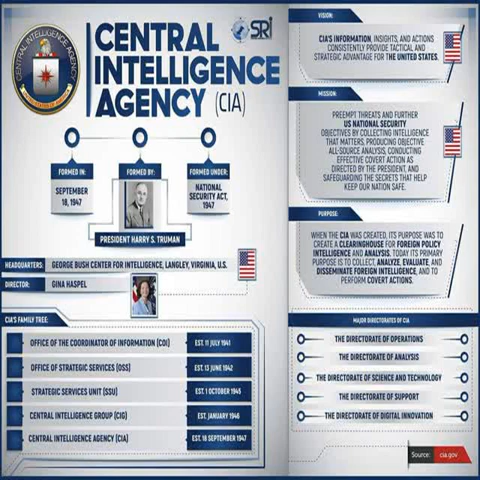 CENTRAL INTELLIGENCE AGENCY
UNITED STATES OF AMERICA
CENTRAL
INTELLIGENCE
AGENCY (CIA)
SRI
FORMED IN:
SEPTEMBER
18, 1947
FORMED BY:
PRESIDENT HARRY S. TRUMAN
FORMED UNDER:
NATIONAL
SECURITY ACT,
1947
HEADQUARTERS: GEORGE BUSH CENTER FOR INTELLIGENCE, LANGLEY, VIRGINIA, U.S.
DIRECTOR: GINA HASPEL
CIA'S FAMILY TREE:
OFFICE OF THE COORDINATOR OF INFORMATION (COI) EST. 11 JULY 1941
OFFICE OF STRATEGIC SERVICES (OSS) EST. 13 JUNE 1942
STRATEGIC SERVICES UNIT (SSU) EST. 1 OCTOBER 1945
CENTRAL INTELLIGENCE GROUP (CIG) EST. JANUARY 1946
CENTRAL INTELLIGENCE AGENCY (CIA) EST. 18 SEPTEMBER 1947
VISION:
CIA'S INFORMATION, INSIGHTS, AND ACTIONS
CONSISTENTLY PROVIDE TACTICAL AND
STRATEGIC ADVANTAGE FOR THE UNITED STATES.
MISSION:
PREEMPT THREATS AND FURTHER
US NATIONAL SECURITY
OBJECTIVES BY COLLECTING INTELLIGENCE
THAT MATTERS, PRODUCING OBJECTIVE
ALL-SOURCE ANALYSIS, CONDUCTING
EFFECTIVE COVERT ACTION AS
DIRECTED BY THE PRESIDENT, AND
SAFEGUARDING THE SECRETS THAT HELP
KEEP OUR NATION SAFE.
PURPOSE:
WHEN THE CIA WAS CREATED, ITS PURPOSE WAS TO
CREATE A CLEARINGHOUSE FOR FOREIGN POLICY
INTELLIGENCE AND ANALYSIS. TODAY ITS PRIMARY
PURPOSE IS TO COLLECT, ANALYZE, EVALUATE, AND
DISSEMINATE FOREIGN INTELLIGENCE, AND TO
PERFORM COVERT ACTIONS.
MAJOR DIRECTORATES OF CIA
THE DIRECTORATE OF OPERATIONS
THE DIRECTORATE OF ANALYSIS
THE DIRECTORATE OF SCIENCE AND TECHNOLOGY
THE DIRECTORATE OF SUPPORT
THE DIRECTORATE OF DIGITAL INNOVATION
Source: cia.gov